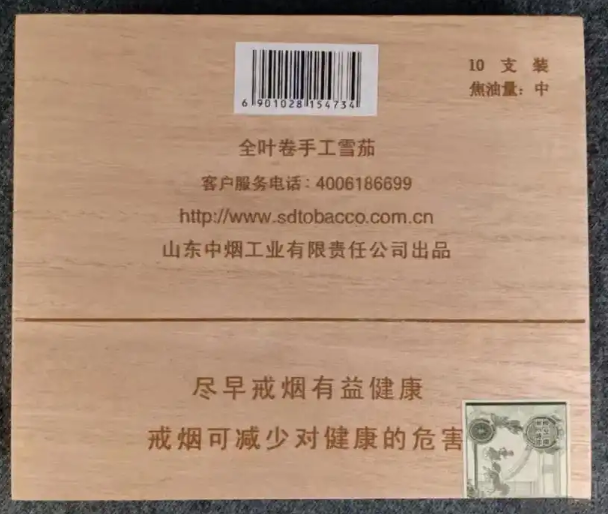 10 支 装
焦油量：中
6 901028 154734
全叶卷手工雪茄
客户服务电话：4006186699
http://www.sdtobacco.com.cn
山东中烟工业有限责任公司出品
尽早戒烟有益健康
戒烟可减少对健康的危害